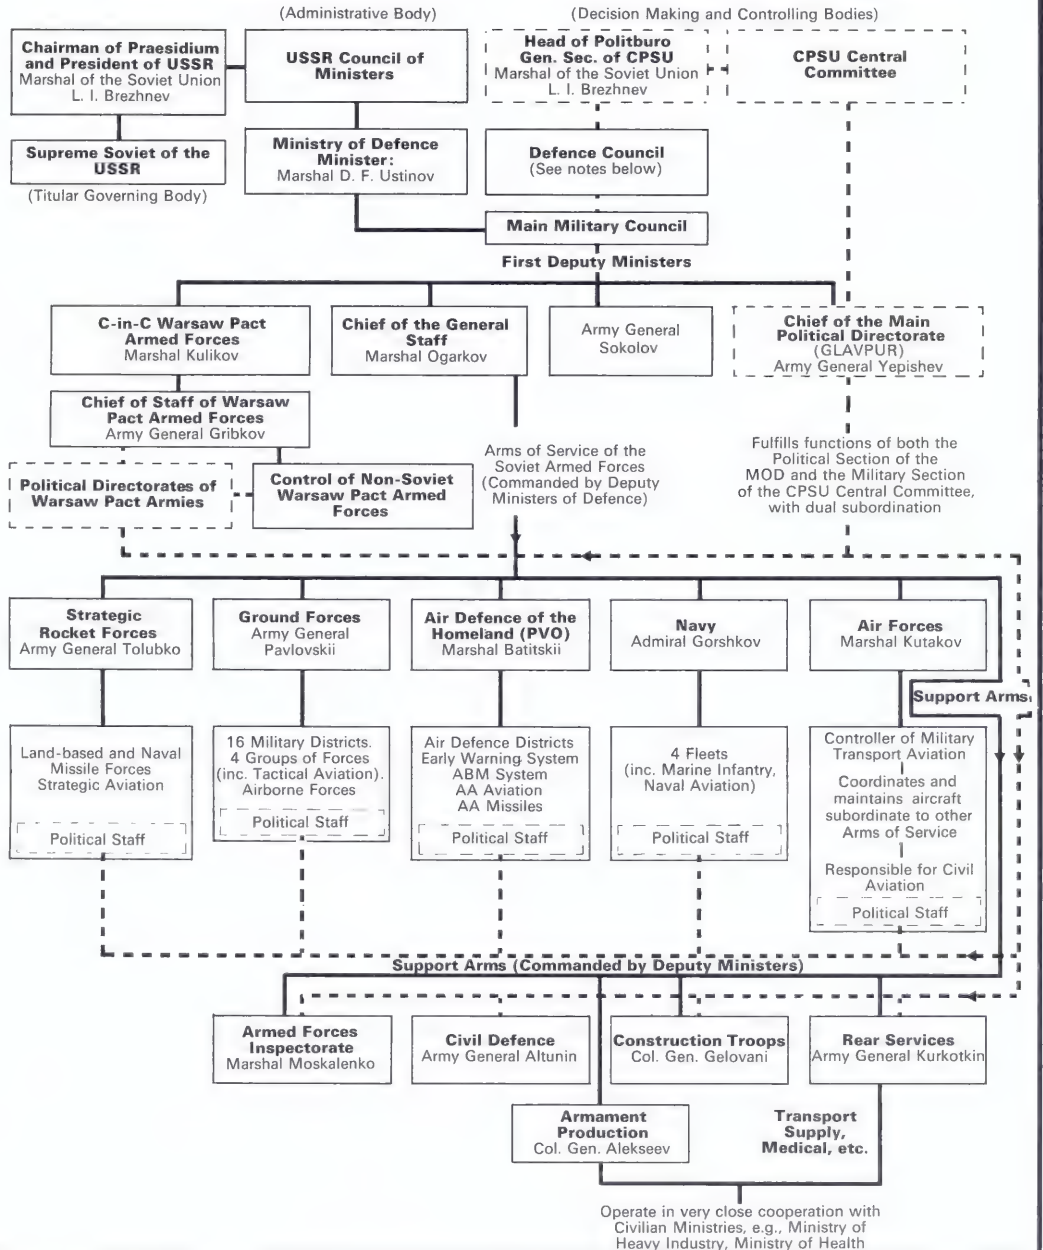 (Administrative Body)
(Decision Making and Controlling Bodies)
Chairman of Praesidium
and President of USSR
Marshal of the Soviet Union
L. I. Brezhnev
USSR Council of
Ministers
Head of Politburo
Gen. Sec. of CPSU
Marshal of the Soviet Union
L. I. Brezhnev
CPSU Central
Committee
Supreme Soviet of the
USSR
(Titular Governing Body)
Ministry of Defence
Minister:
Marshal D. F. Ustinov
Defence Council
(See notes below)
Main Military Council
First Deputy Ministers
C-in-C Warsaw Pact
Armed Forces
Marshal Kulikov
Chief of the General
Staff
Marshal Ogarkov
Army General
Sokolov
Chief of the Main
Political Directorate
(GLAVPUR)
Army General Yepishev
Chief of Staff of Warsaw
Pact Armed Forces
Army General Gribkov
Political Directorates of
Warsaw Pact Armies
Control of Non-Soviet
Warsaw Pact Armed
Forces
Arms of Service of the
Soviet Armed Forces
(Commanded by Deputy
Ministers of Defence)
Fulfills functions of both the
Political Section of the
MOD and the Military Section
of the CPSU Central Committee,
with dual subordination
Strategic
Rocket Forces
Army General Tolubko
Ground Forces
Army General
Pavlovskii
Air Defence of the
Homeland (PVO)
Marshal Batitskii
Navy
Admiral Gorshkov
Air Forces
Marshal Kutakov
Support Arms
Land-based and Naval
Missile Forces
Strategic Aviation
Political Staff
16 Military Districts.
4 Groups of Forces
(inc. Tactical Aviation).
Airborne Forces
Political Staff
Air Defence Districts
Early Warning System
ABM System
AA Aviation
AA Missiles
Political Staff
4 Fleets
(inc. Marine Infantry,
Naval Aviation)
Political Staff
Controller of Military
Transport Aviation
Coordinates and
maintains aircraft
subordinate to other
Arms of Service
Responsible for Civil
Aviation
Political Staff
Support Arms (Commanded by Deputy Ministers)
Armed Forces
Inspectorate
Marshal Moskalenko
Civil Defence
Army General Altunin
Construction Troops
Col. Gen. Gelovani
Rear Services
Army General Kurkotkin
Armament
Production
Col. Gen. Alekseev
Transport
Supply,
Medical, etc.
Operate in very close cooperation with
Civilian Ministries, e.g., Ministry of
Heavy Industry, Ministry of Health